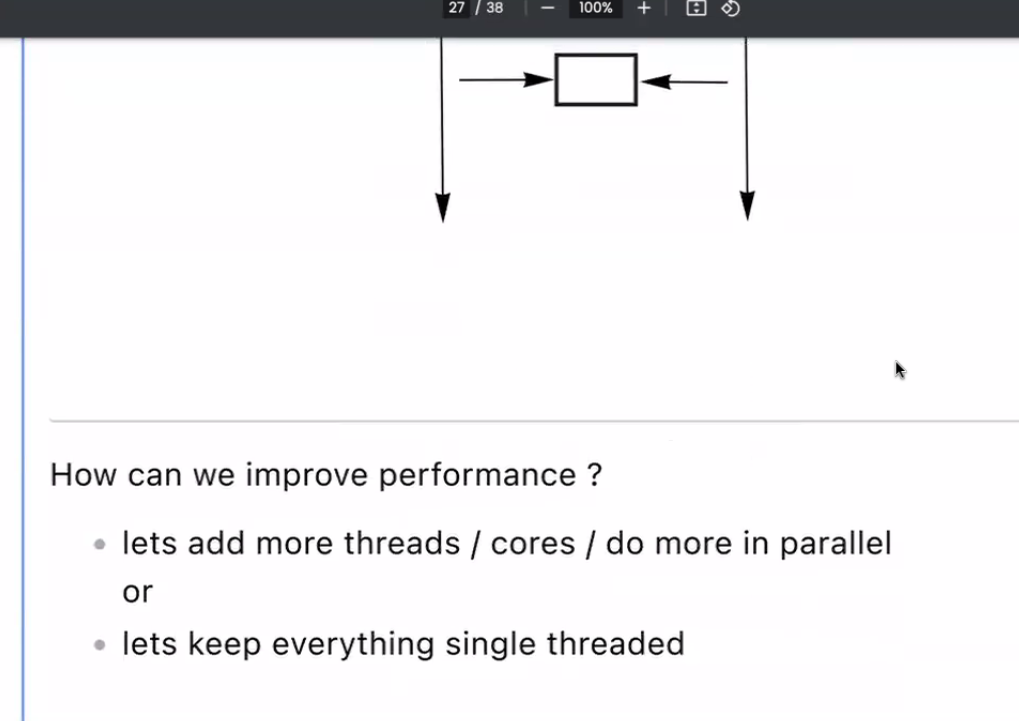 27 / 38 − 100% +
How can we improve performance ?
lets add more threads / cores / do more in parallel
or
lets keep everything single threaded